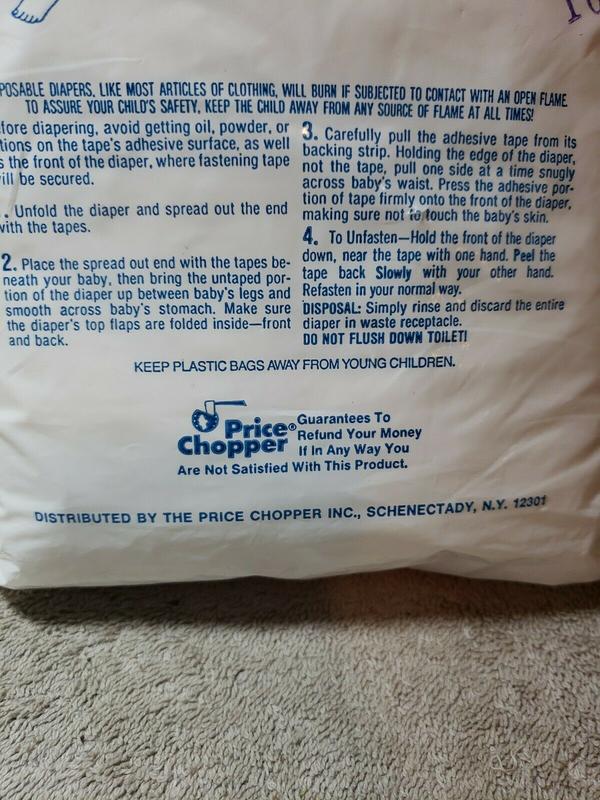 POSABLE DIAPERS, LIKE MOST ARTICLES OF CLOTHING, WILL BURN IF SUBJECTED TO CONTACT WITH AN OPEN FLAME.
TO ASSURE YOUR CHILD'S SAFETY, KEEP THE CHILD AWAY FROM ANY SOURCE OF FLAME AT ALL TIMES!
fore diapering, avoid getting oil, powder, or
tions on the tape's adhesive surface, as well
s the front of the diaper, where fastening tape
ill be secured.
. Unfold the diaper and spread out the end
with the tapes.
2. Place the spread out end with the tapes be-
neath your baby, then bring the untaped por-
tion of the diaper up between baby's legs and
smooth across baby's stomach. Make sure
the diaper's top flaps are folded inside—front
and back.
3. Carefully pull the adhesive tape from its
backing strip. Holding the edge of the diaper,
not the tape, pull one side at a time snugly
across baby's waist. Press the adhesive por-
tion of tape firmly onto the front of the diaper,
making sure not to touch the baby's skin.
4. To Unfasten—Hold the front of the diaper
down, near the tape with one hand. Peel the
tape back Slowly with your other hand.
Refasten in your normal way.
DISPOSAL: Simply rinse and discard the entire
diaper in waste receptacle.
DO NOT FLUSH DOWN TOILET!
KEEP PLASTIC BAGS AWAY FROM YOUNG CHILDREN.
Price Chopper® Guarantees To
Refund Your Money
If In Any Way You
Are Not Satisfied With This Product.
DISTRIBUTED BY THE PRICE CHOPPER INC., SCHENECTADY, N.Y. 12301